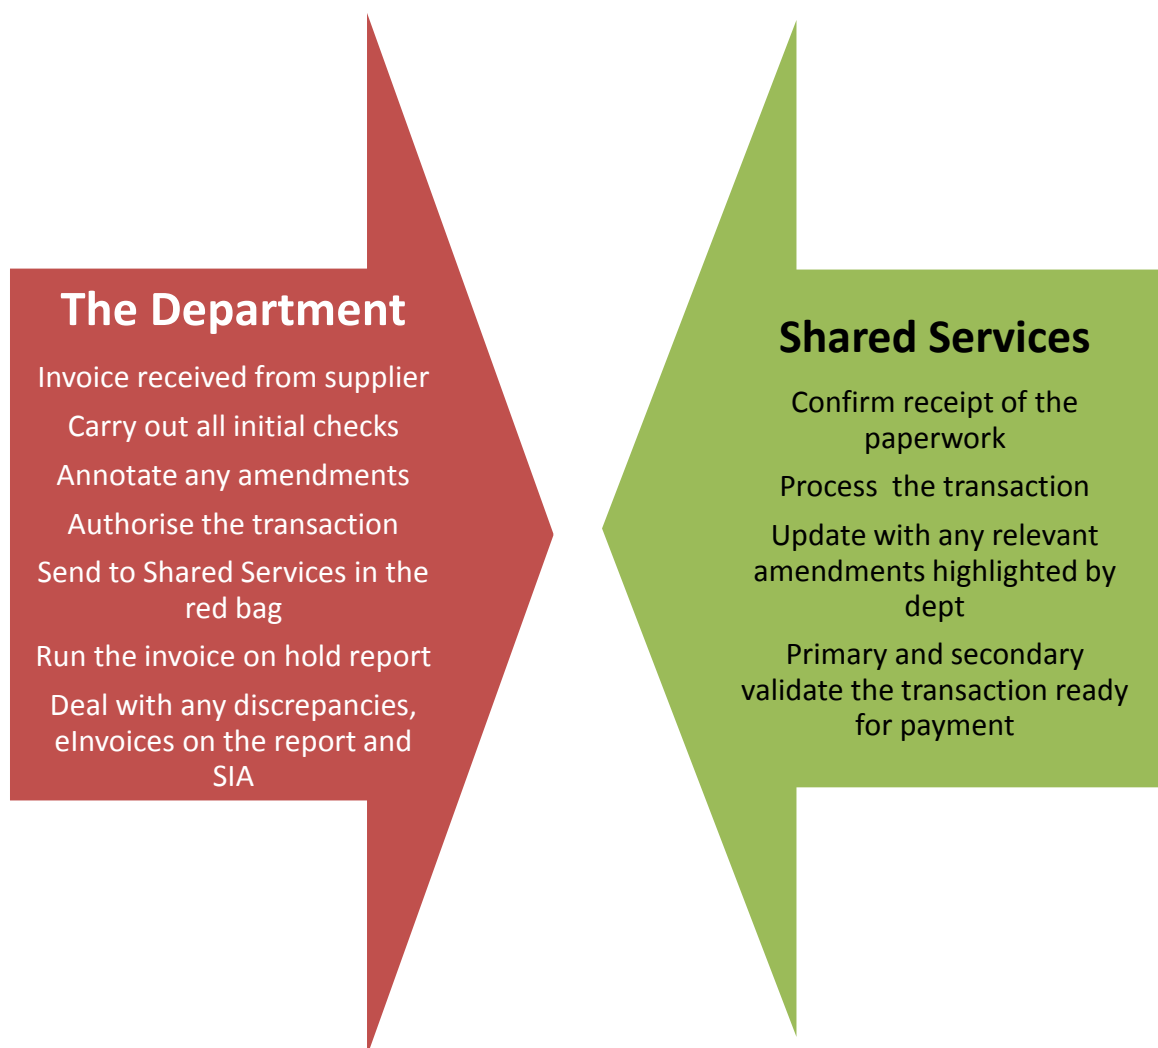 The Department
Invoice received from supplier
Carry out all initial checks
Annotate any amendments
Authorise the transaction
Send to Shared Services in the
red bag
Run the invoice on hold report
Deal with any discrepancies,
eInvoices on the report and
SIA
Shared Services
Confirm receipt of the
paperwork
Process  the transaction
Update with any relevant
amendments highlighted by
dept
Primary and secondary
validate the transaction ready
for payment